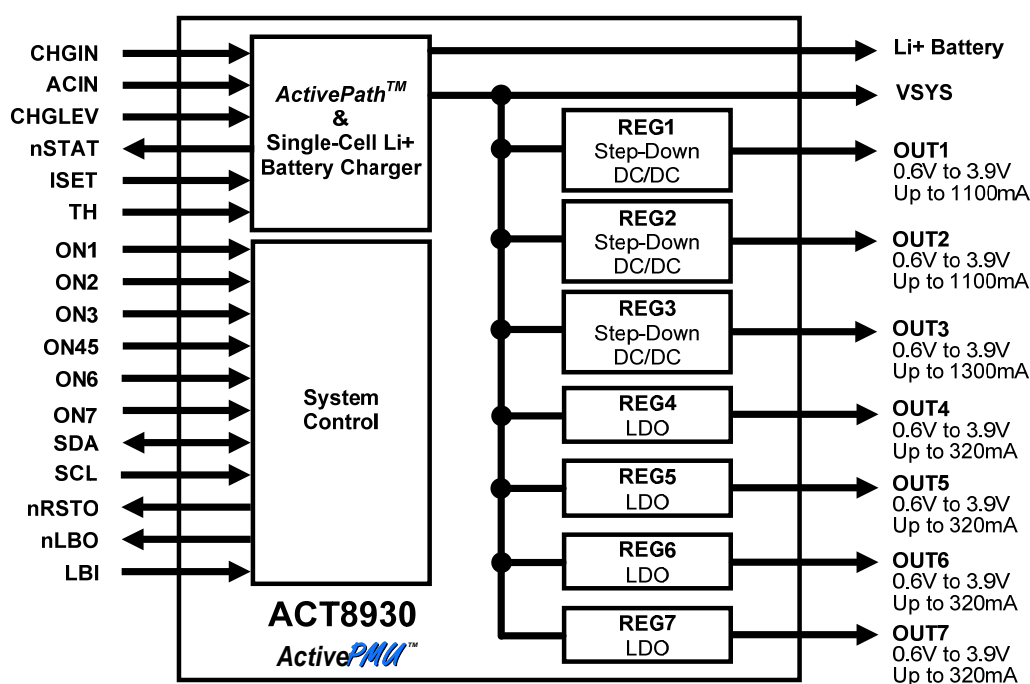 CHGIN
ACIN
CHGLEV
nSTAT
ISET
TH
ON1
ON2
ON3
ON45
ON6
ON7
SDA
SCL
nRSTO
nLBO
LBI
ActivePath™
&
Single-Cell Li+
Battery Charger
System
Control
ACT8930
ActivePMU™
REG1
Step-Down
DC/DC
REG2
Step-Down
DC/DC
REG3
Step-Down
DC/DC
REG4
LDO
REG5
LDO
REG6
LDO
REG7
LDO
Li+ Battery
VSYS
OUT1
0.6V to 3.9V
Up to 1100mA
OUT2
0.6V to 3.9V
Up to 1100mA
OUT3
0.6V to 3.9V
Up to 1300mA
OUT4
0.6V to 3.9V
Up to 320mA
OUT5
0.6V to 3.9V
Up to 320mA
OUT6
0.6V to 3.9V
Up to 320mA
OUT7
0.6V to 3.9V
Up to 320mA